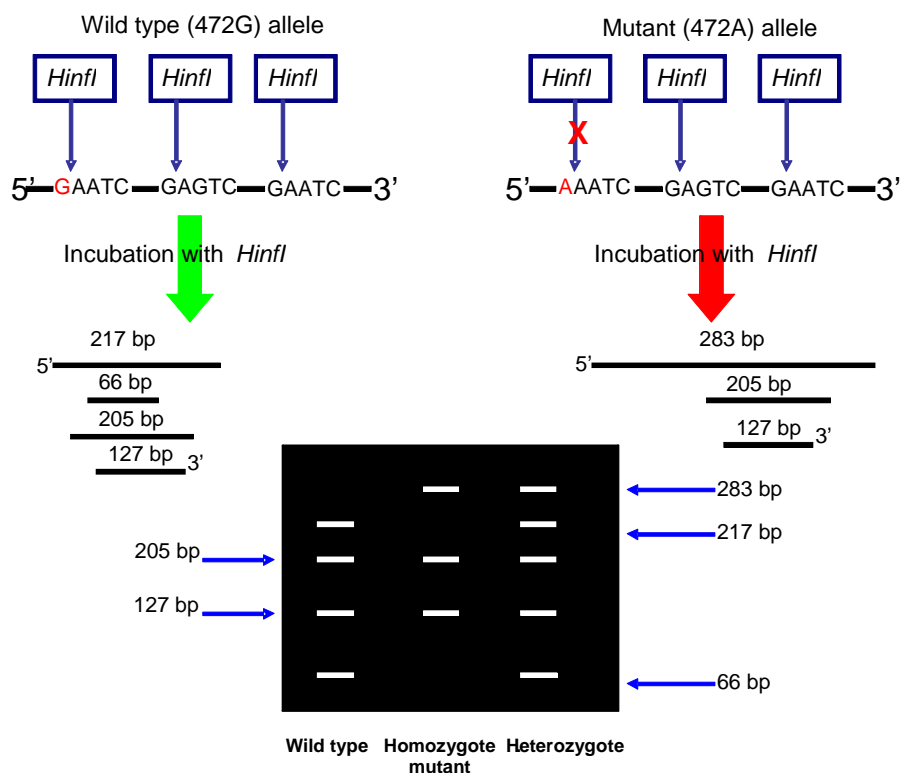 Wild type (472G) allele
Mutant (472A) allele
HinfI HinfI HinfI
HinfI HinfI HinfI
X
5’ GAATC GAGTC GAATC 3’
5’ AAATC GAGTC GAATC 3’
Incubation with HinfI
Incubation with HinfI
217 bp
5’
66 bp
205 bp
127 bp
3’
283 bp
5’
205 bp
127 bp 3’
283 bp
217 bp
205 bp
127 bp
66 bp
Wild type Homozygote Heterozygote
mutant